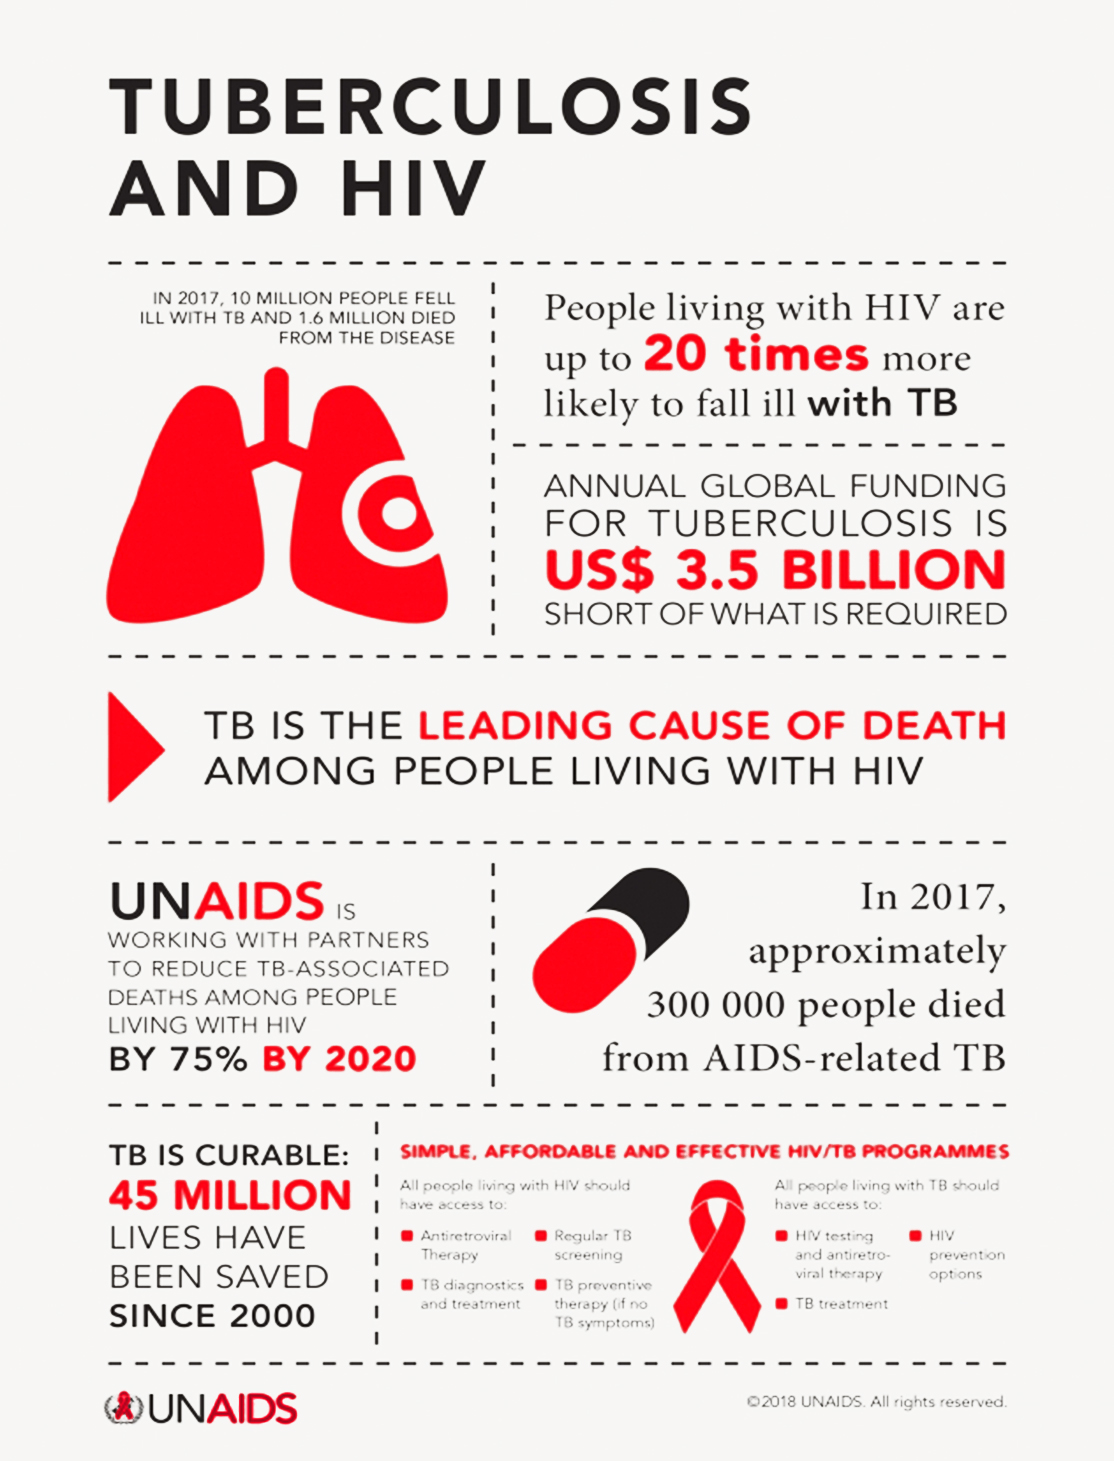 TUBERCULOSIS
AND HIV
IN 2017, 10 MILLION PEOPLE FELL
ILL WITH TB AND 1.6 MILLION DIED
FROM THE DISEASE
People living with HIV are
up to 20 times more
likely to fall ill with TB
ANNUAL GLOBAL FUNDING
FOR TUBERCULOSIS IS
US$ 3.5 BILLION
SHORT OF WHAT IS REQUIRED
TB IS THE LEADING CAUSE OF DEATH
AMONG PEOPLE LIVING WITH HIV
UNAIDS IS
WORKING WITH PARTNERS
TO REDUCE TB-ASSOCIATED
DEATHS AMONG PEOPLE
LIVING WITH HIV
BY 75% BY 2020
In 2017,
approximately
300 000 people died
from AIDS-related TB
TB IS CURABLE:
45 MILLION
LIVES HAVE
BEEN SAVED
SINCE 2000
SIMPLE, AFFORDABLE AND EFFECTIVE HIV/TB PROGRAMMES
All people living with HIV should
have access to:
Antiretroviral
Therapy
TB diagnostics
and treatment
Regular TB
screening
TB preventive
therapy (if no
TB symptoms)
All people living with TB should
have access to:
HIV testing
and antiretro-
viral therapy
TB treatment
HIV
prevention
options
UNAIDS
©2018 UNAIDS. All rights reserved.